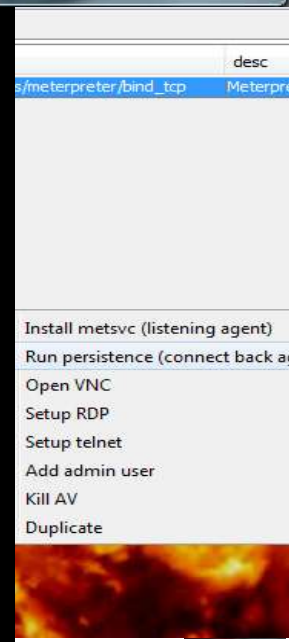 desc
s/meterpreter/bind_tcp Meterpre
Install metsvc (listening agent)
Run persistence (connect back ag
Open VNC
Setup RDP
Setup telnet
Add admin user
Kill AV
Duplicate